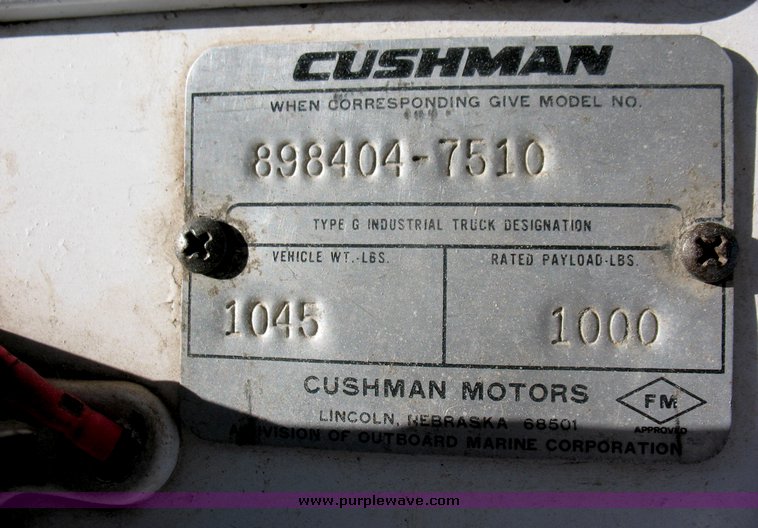 CUSHMAN
WHEN CORRESPONDING GIVE MODEL NO.
898404-7510
TYPE G INDUSTRIAL TRUCK DESIGNATION
VEHICLE WT.-LBS.
RATED PAYLOAD-LBS.
1045
1000
CUSHMAN MOTORS
LINCOLN, NEBRASKA 68501
A DIVISION OF OUTBOARD MARINE CORPORATION
FM
APPROVED
www.purplewave.com